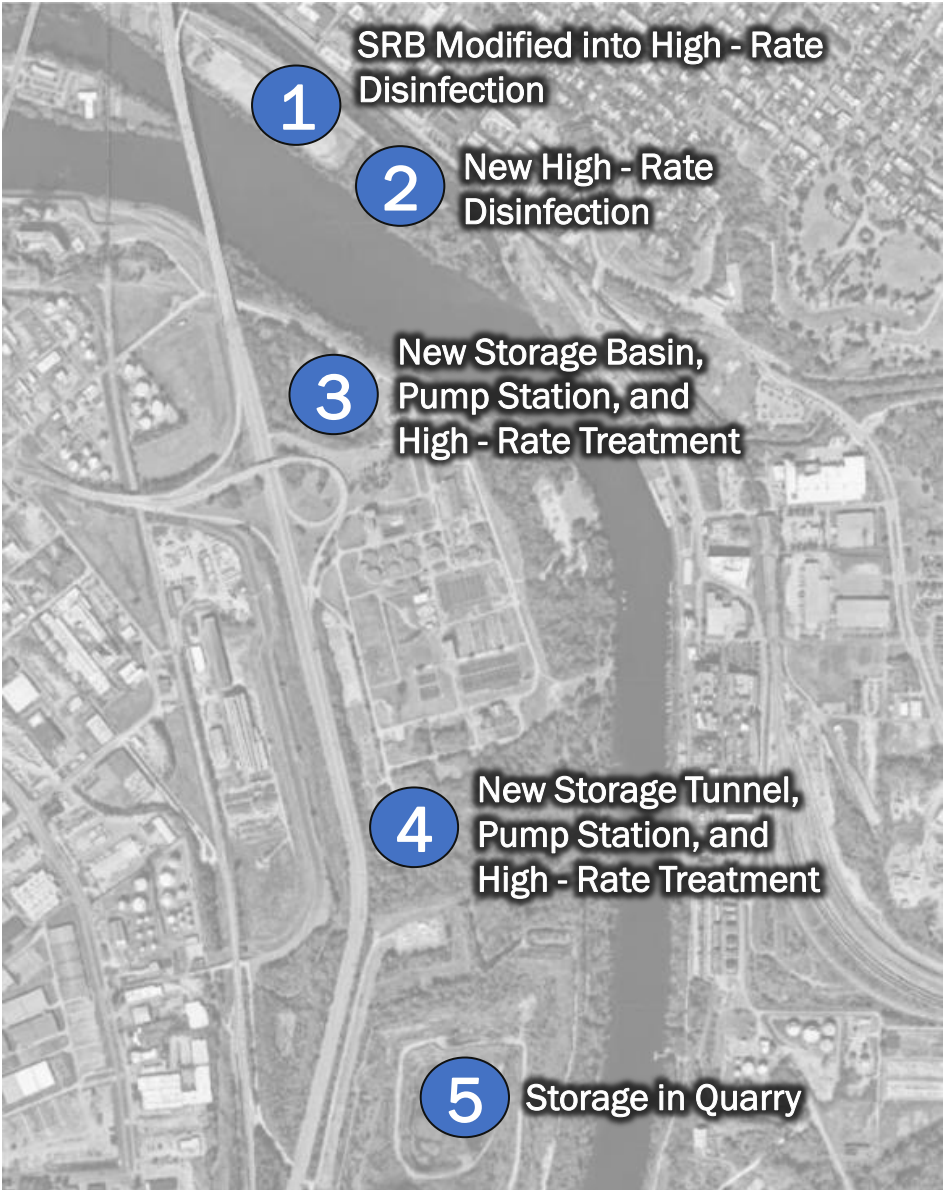 SRB Modified into High - Rate
Disinfection
1
New High - Rate
Disinfection
2
New Storage Basin,
Pump Station, and
High - Rate Treatment
3
New Storage Tunnel,
Pump Station, and
High - Rate Treatment
4
Storage in Quarry
5